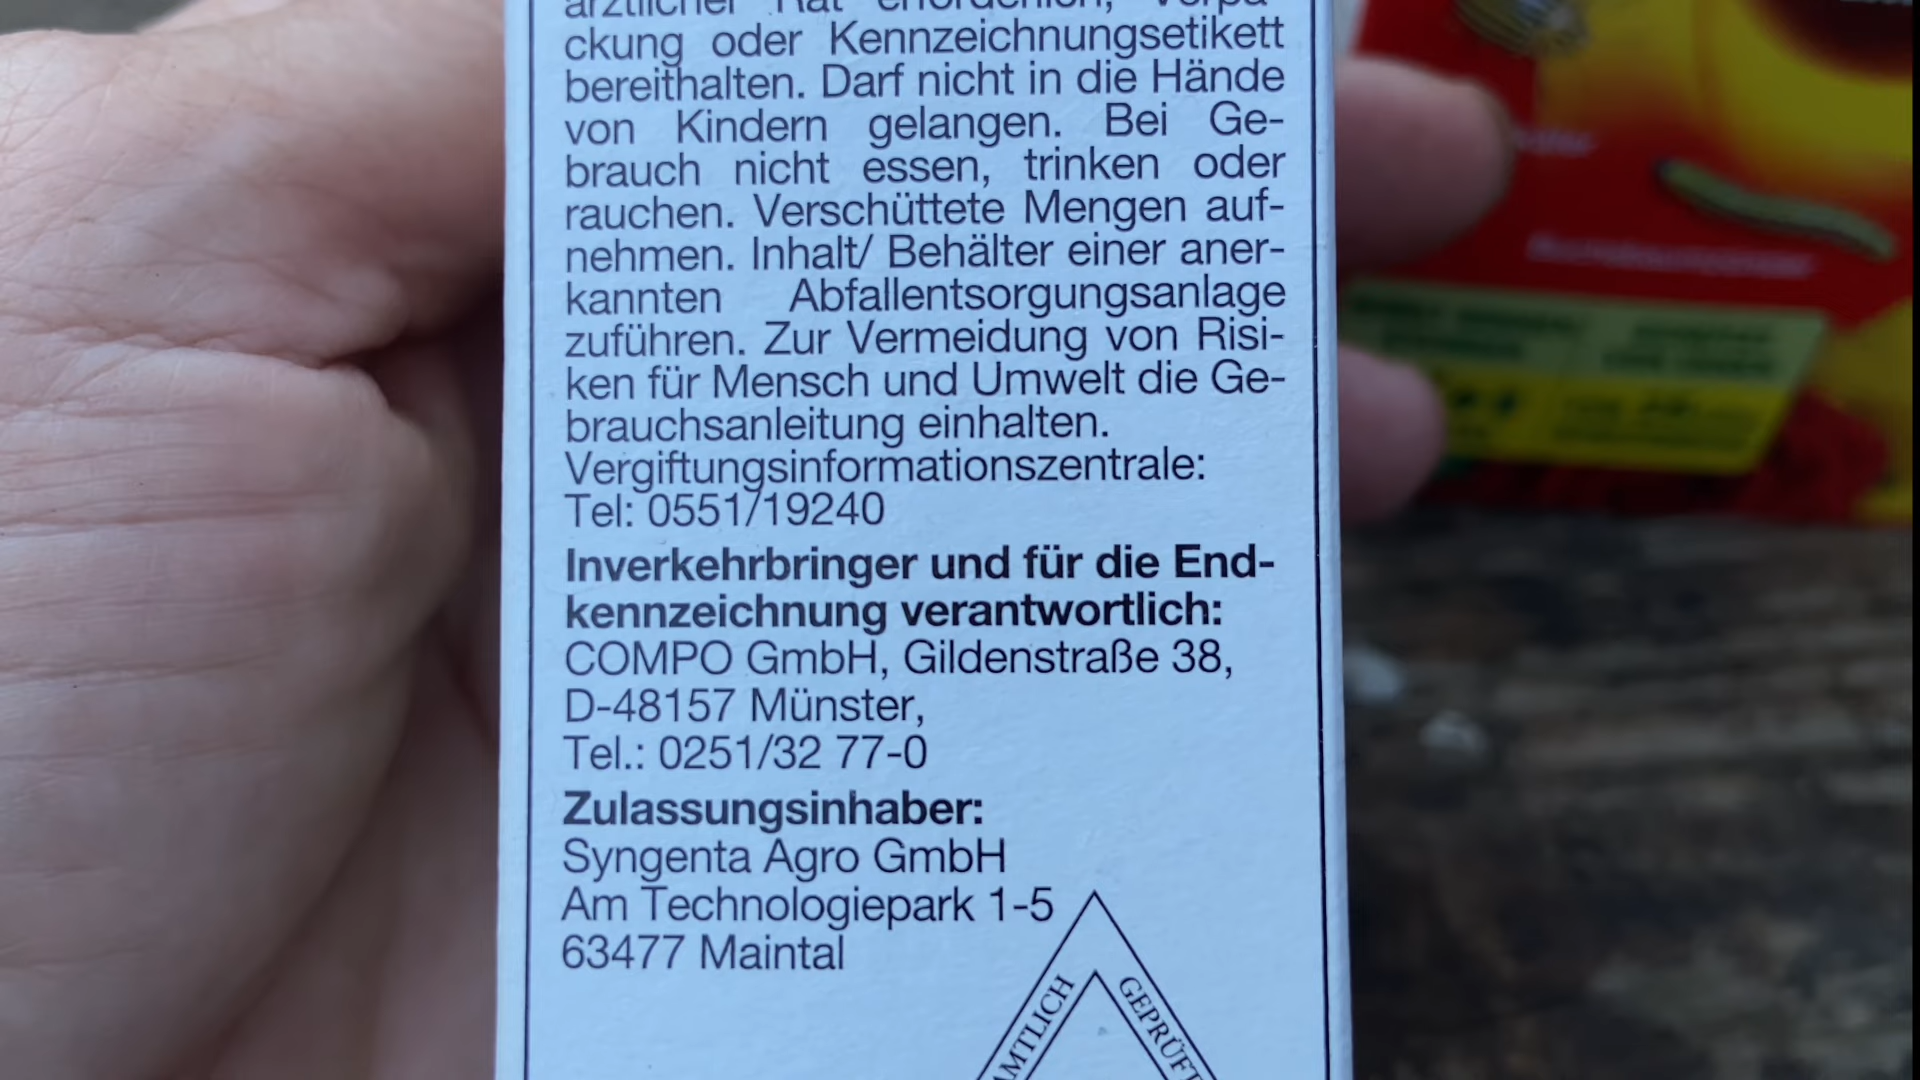 ärztlicher Rat erforderlich, Verpa-
ckung oder Kennzeichnungsetikett
bereithalten. Darf nicht in die Hände
von Kindern gelangen. Bei Ge-
brauch nicht essen, trinken oder
rauchen. Verschüttete Mengen auf-
nehmen. Inhalt/ Behälter einer aner-
kannten Abfallentsorgungsanlage
zuführen. Zur Vermeidung von Risi-
ken für Mensch und Umwelt die Ge-
brauchsanleitung einhalten.
Vergiftungsinformationszentrale:
Tel: 0551/19240
Inverkehrbringer und für die End-
kennzeichnung verantwortlich:
COMPO GmbH, Gildenstraße 38,
D-48157 Münster,
Tel.: 0251/32 77-0
Zulassungsinhaber:
Syngenta Agro GmbH
Am Technologiepark 1-5
63477 Maintal
AMTLICH
GEPRÜFT